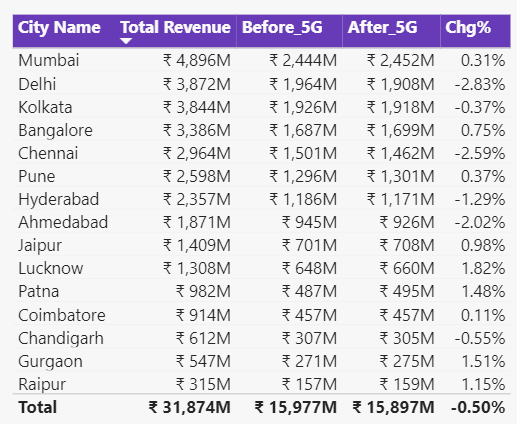 City Name Total Revenue Before_5G After_5G Chg%
Mumbai ₹ 4,896M ₹ 2,444M ₹ 2,452M 0.31%
Delhi ₹ 3,872M ₹ 1,964M ₹ 1,908M -2.83%
Kolkata ₹ 3,844M ₹ 1,926M ₹ 1,918M -0.37%
Bangalore ₹ 3,386M ₹ 1,687M ₹ 1,699M 0.75%
Chennai ₹ 2,964M ₹ 1,501M ₹ 1,462M -2.59%
Pune ₹ 2,598M ₹ 1,296M ₹ 1,301M 0.37%
Hyderabad ₹ 2,357M ₹ 1,186M ₹ 1,171M -1.29%
Ahmedabad ₹ 1,871M ₹ 945M ₹ 926M -2.02%
Jaipur ₹ 1,409M ₹ 701M ₹ 708M 0.98%
Lucknow ₹ 1,308M ₹ 648M ₹ 660M 1.82%
Patna ₹ 982M ₹ 487M ₹ 495M 1.48%
Coimbatore ₹ 914M ₹ 457M ₹ 457M 0.11%
Chandigarh ₹ 612M ₹ 307M ₹ 305M -0.55%
Gurgaon ₹ 547M ₹ 271M ₹ 275M 1.51%
Raipur ₹ 315M ₹ 157M ₹ 159M 1.15%
Total ₹ 31,874M ₹ 15,977M ₹ 15,897M -0.50%